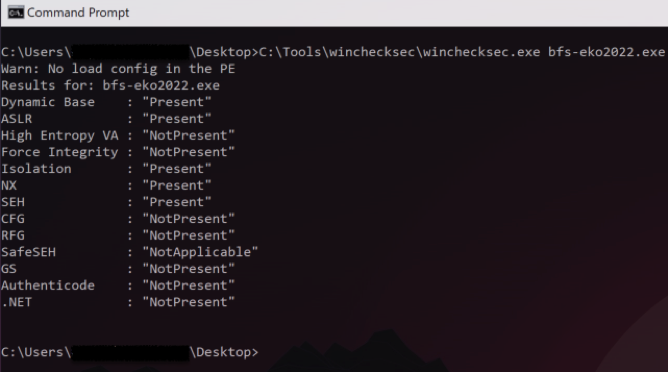 Command Prompt
C:\Users\ \Desktop>C:\Tools\winchecksec\winchecksec.exe bfs-eko2022.exe
Warn: No load config in the PE
Results for: bfs-eko2022.exe
Dynamic Base    : "Present"
ASLR            : "Present"
High Entropy VA : "NotPresent"
Force Integrity : "NotPresent"
Isolation       : "Present"
NX              : "Present"
SEH             : "Present"
CFG             : "NotPresent"
RFG             : "NotPresent"
SafeSEH         : "NotApplicable"
GS              : "NotPresent"
Authenticode    : "NotPresent"
.NET            : "NotPresent"
C:\Users\ \Desktop>